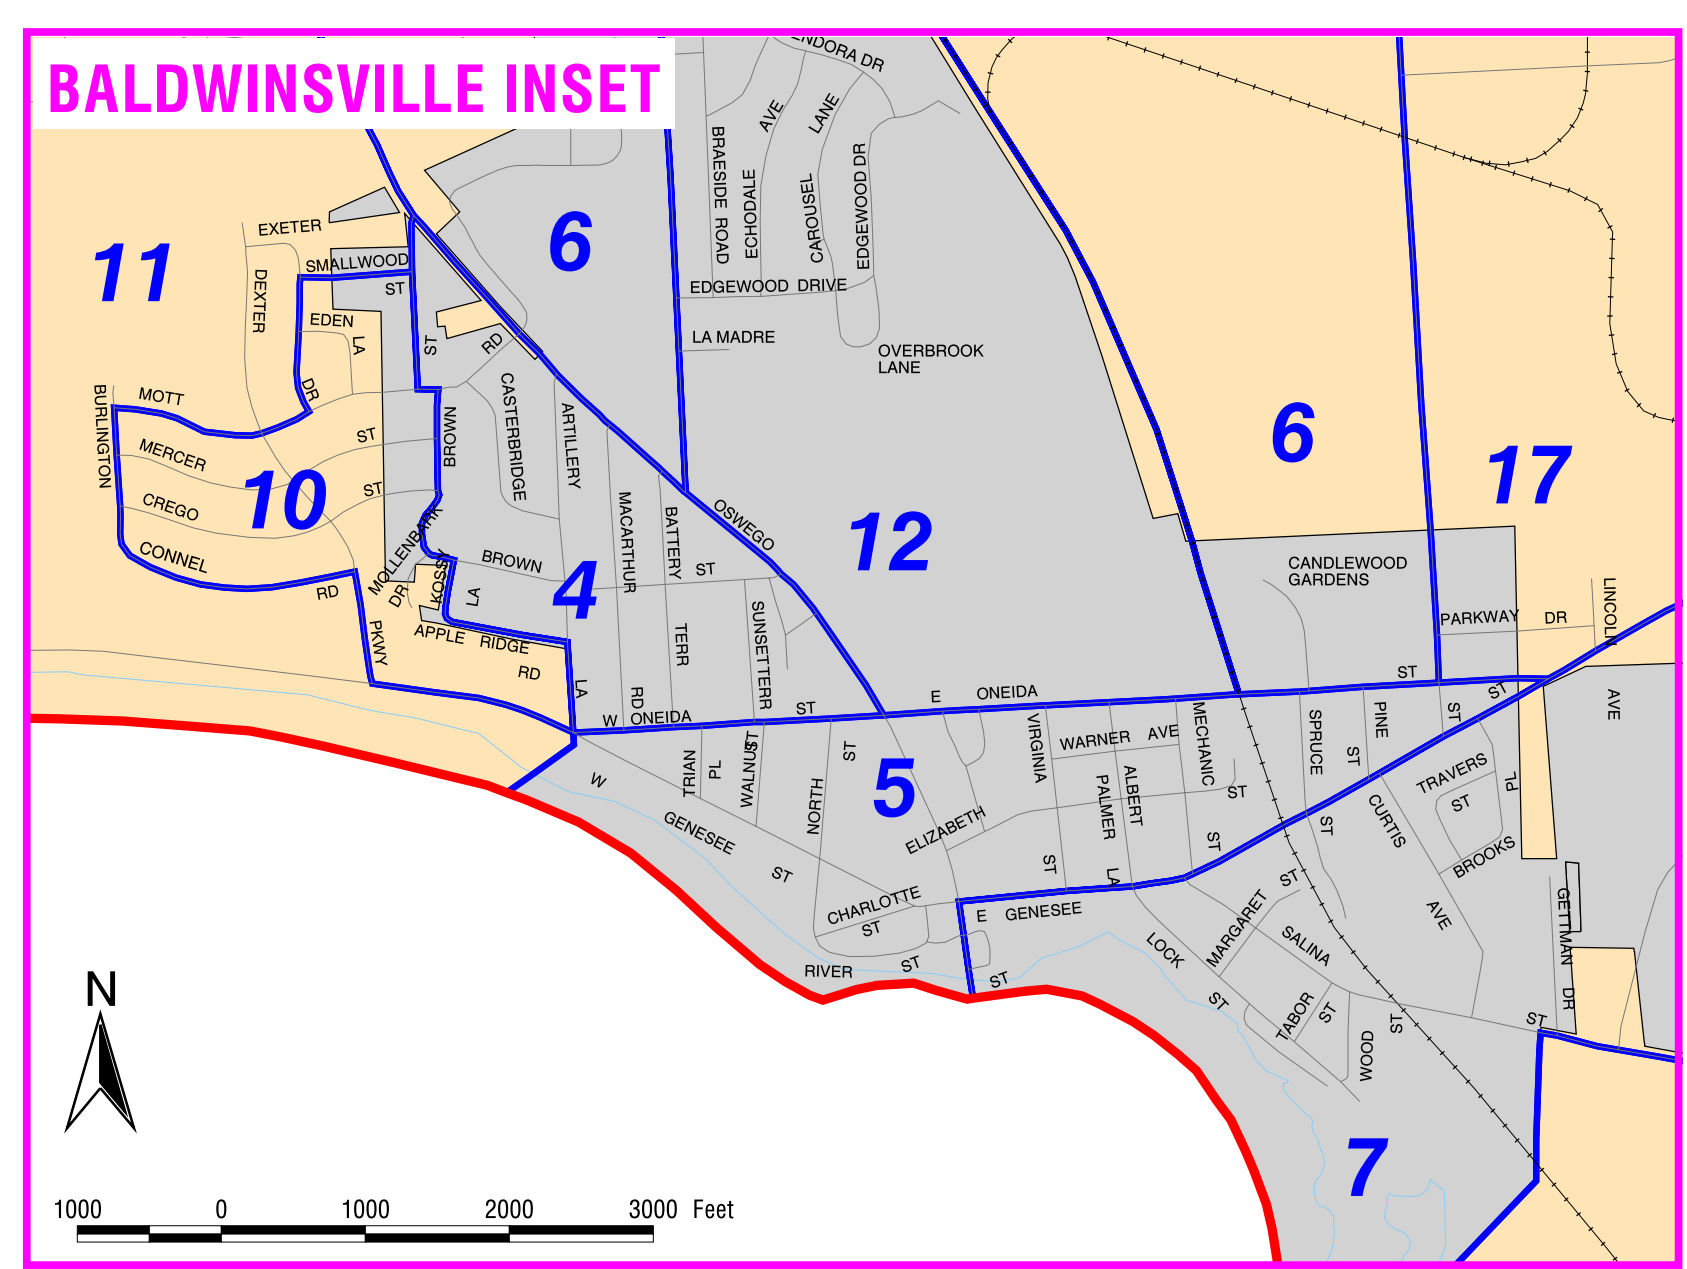 BALDWINSVILLE INSET
ENDORA DR
BRAESIDE ROAD
ECHODALE
AVE
CAROUSEL
LANE
EDGEWOOD DR
EDGEWOOD DRIVE
LA MADRE
OVERBROOK
LANE
6
11
EXETER
SMALLWOOD
ST
DEXTER
EDEN
LA
DR
ST
RD
MOTT
BURLINGTON
MERCER
ST
CREGO
ST
CONNEL
RD
10
PKWY
BROWN
CASTERBRIDGE
ARTILLERY
LA
MACARTHUR
RD
BATTERY
TERR
OSWEGO
ST
MOLLENBARK
DR
KOSSY
LA
BROWN
ST
4
APPLE RIDGE
RD
SUNSET
TERR
12
6
17
CANDLEWOOD
GARDENS
PARKWAY DR
LINCOLN
AVE
W ONEIDA
ST
E ONEIDA
ST
ST
5
W
GENESEE
ST
TRIAN
PL
WALNUT
ST
NORTH
ST
ELIZABETH
ST
VIRGINIA
ST
WARNER AVE
PALMER
LA
ALBERT
MECHANIC
ST
SPRUCE
ST
PINE
ST
ST
TRAVERS
ST
PL
BROOKS
CURTIS
AVE
CHARLOTTE
ST
E GENESEE
RIVER
ST
ST
LOCK
ST
MARGARET
ST
SALINA
ST
TABOR
ST
WOOD
ST
GETTMAN
DR
7
N
1000 0 1000 2000 3000 Feet